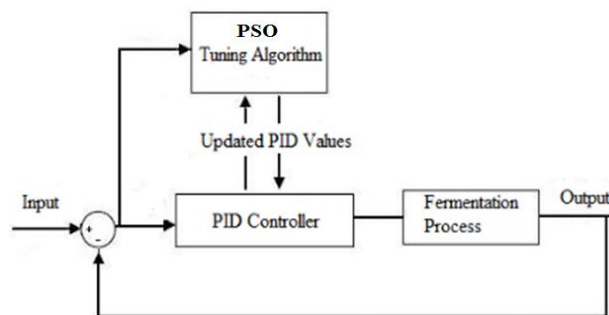 PSO
Tuning Algorithm
Updated PID Values
Input
+
-
PID Controller
Fermentation
Process
Output